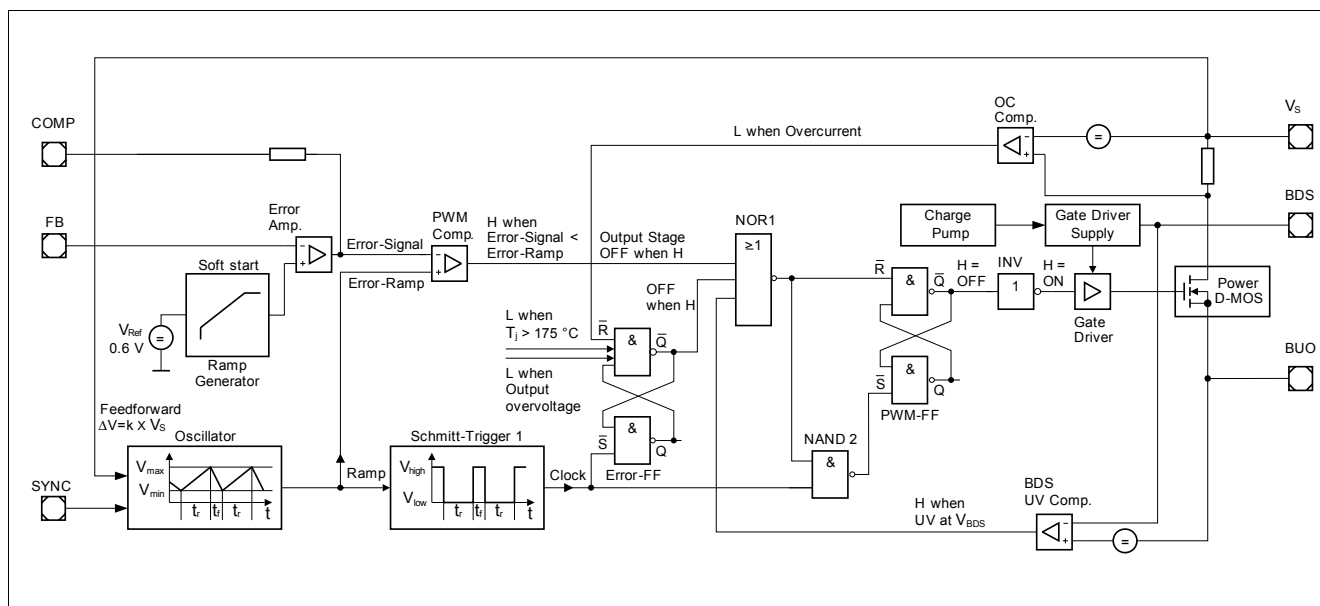 COMP
FB
SYNC
V_Ref
0.6 V
Soft start
Ramp
Generator
Feedforward
ΔV=k x V_S
Oscillator
V_max
V_min
t_r
t_f
t_r
t
Error
Amp.
Error-Signal
Error-Ramp
PWM
Comp.
H when
Error-Signal <
Error-Ramp
Output Stage
OFF when H
Ramp
Schmitt-Trigger 1
V_high
V_low
t_r
t_f
t_r
t
Clock
L when
T_j > 175 °C
L when
Output
overvoltage
R̅
&
Q̅
S̅
&
Q
Error-FF
OFF
when H
L when Overcurrent
NOR1
≥1
NAND 2
&
R̅
&
Q̅
S̅
&
Q
PWM-FF
H =
OFF
INV
1
H =
ON
Gate
Driver
Charge
Pump
Gate Driver
Supply
Power
D-MOS
OC
Comp.
-
+
=
V_S
BDS
BUO
H when
UV at V_BDS
BDS
UV Comp.
-
+
=